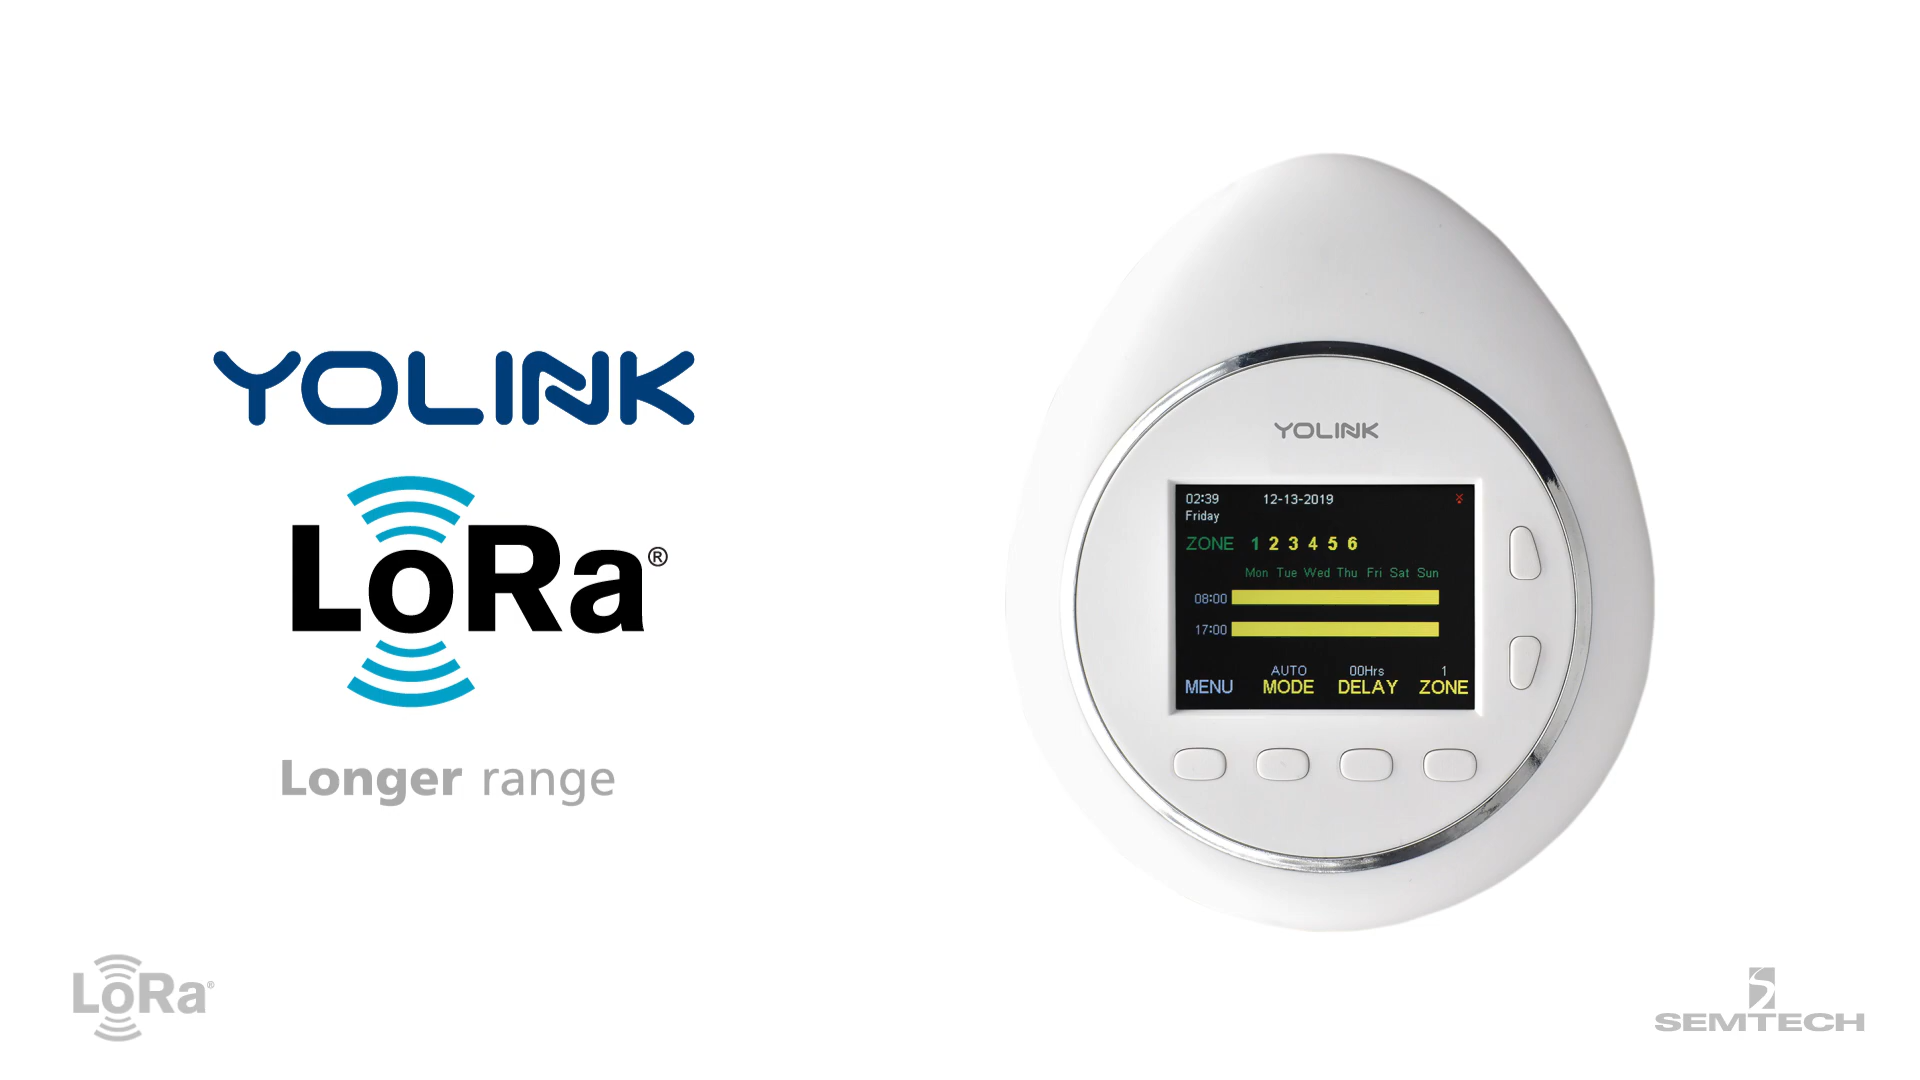 YOLINK
LoRa®
Longer range
YOLINK
02:39 12-13-2019
Friday
ZONE 1 2 3 4 5 6
Mon Tue Wed Thu Fri Sat Sun
08:00
17:00
AUTO 00Hrs 1
MENU MODE DELAY ZONE
LoRa®
SEMTECH